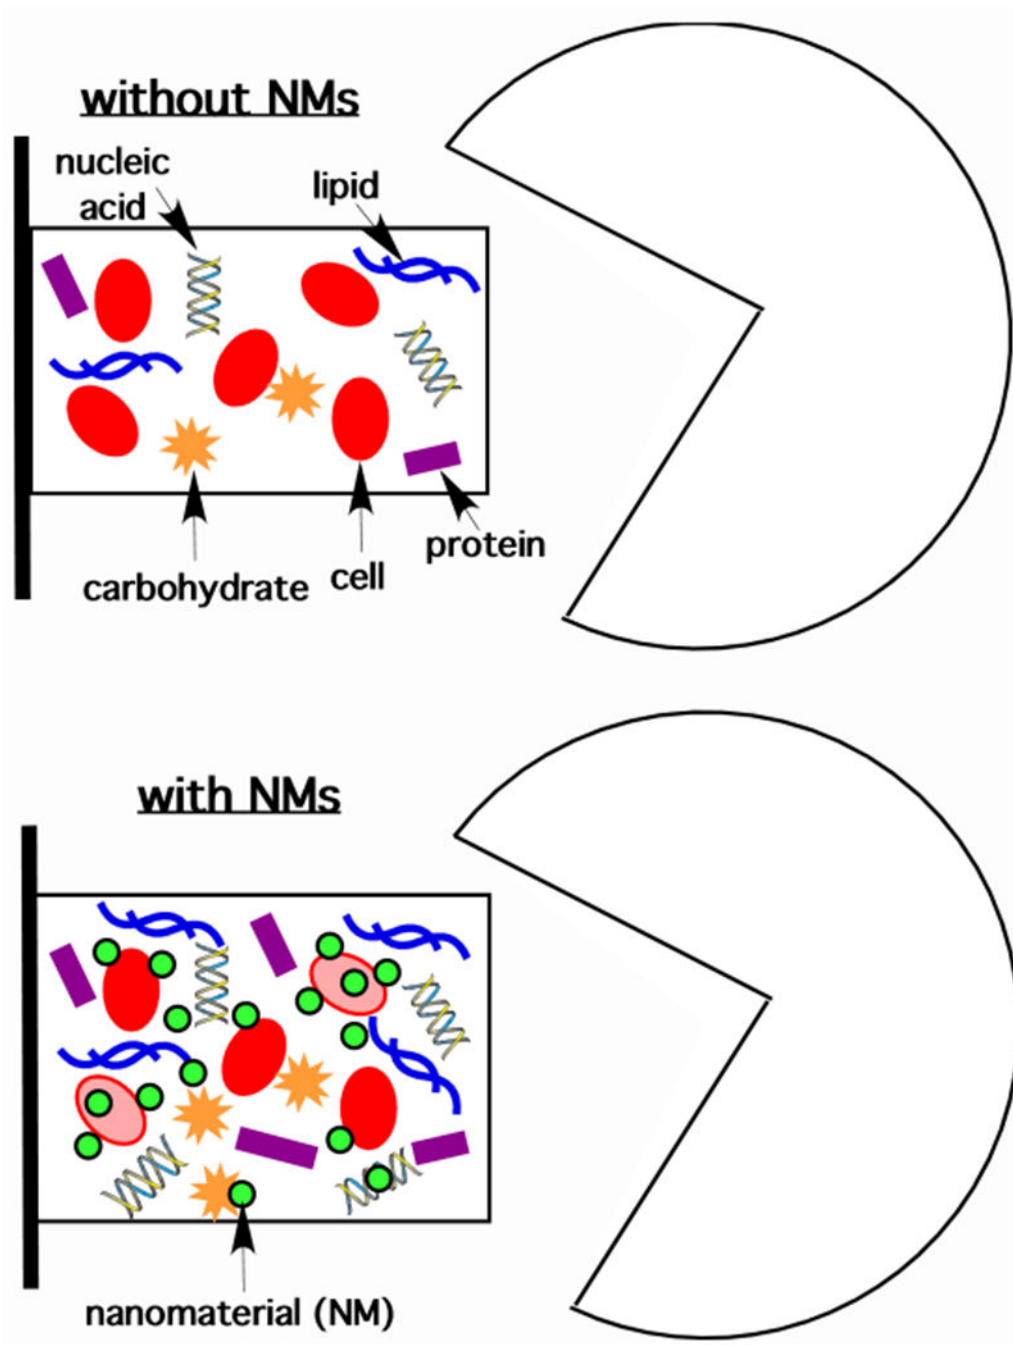 without NMs
nucleic
acid
lipid
protein
cell
carbohydrate
with NMs
nanomaterial (NM)